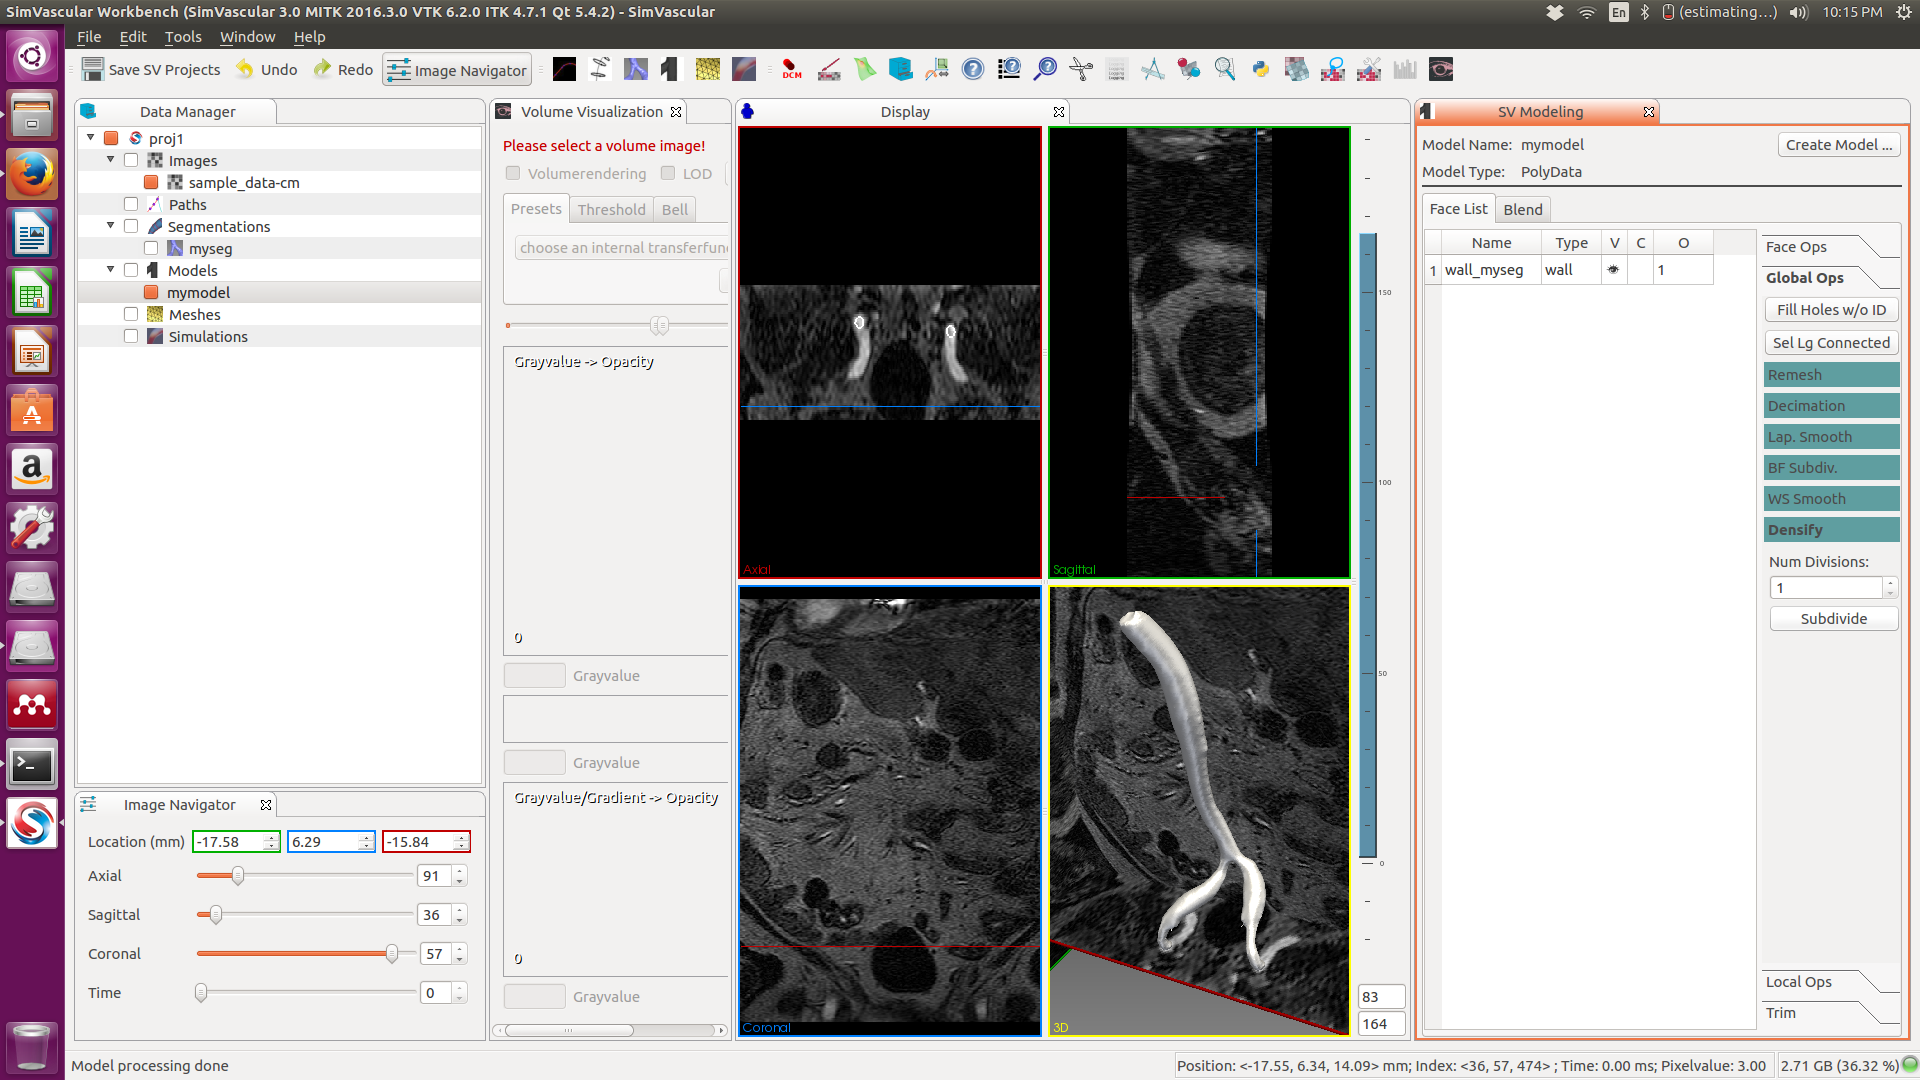 SimVascular Workbench (SimVascular 3.0 MITK 2016.3.0 VTK 6.2.0 ITK 4.7.1 Qt 5.4.2) - SimVascular
En
(estimating...)
10:15 PM
File Edit Tools Window Help
Save SV Projects
Undo
Redo
Image Navigator
DCM
Data Manager
proj1
Images
sample_data-cm
Paths
Segmentations
myseg
Models
mymodel
Meshes
Simulations
Image Navigator
Location (mm) -17.58 6.29 -15.84
Axial 91
Sagittal 36
Coronal 57
Time 0
Volume Visualization
Please select a volume image!
Volumerendering LOD
Presets Threshold Bell
choose an internal transferfun
Grayvalue -> Opacity
0
Grayvalue
Grayvalue
Grayvalue/Gradient -> Opacity
0
Grayvalue
Display
Axial
Sagittal
Coronal
3D
150
100
50
0
83
164
SV Modeling
Model Name: mymodel
Create Model ...
Model Type: PolyData
Face List Blend
Name Type V C O
1 wall_myseg wall 1
Face Ops
Global Ops
Fill Holes w/o ID
Sel Lg Connected
Remesh
Decimation
Lap. Smooth
BF Subdiv.
WS Smooth
Densify
Num Divisions:
1
Subdivide
Local Ops
Trim
Model processing done
Position: <-17.55, 6.34, 14.09> mm; Index: <36, 57, 474> ; Time: 0.00 ms; Pixelvalue: 3.00
2.71 GB (36.32 %)